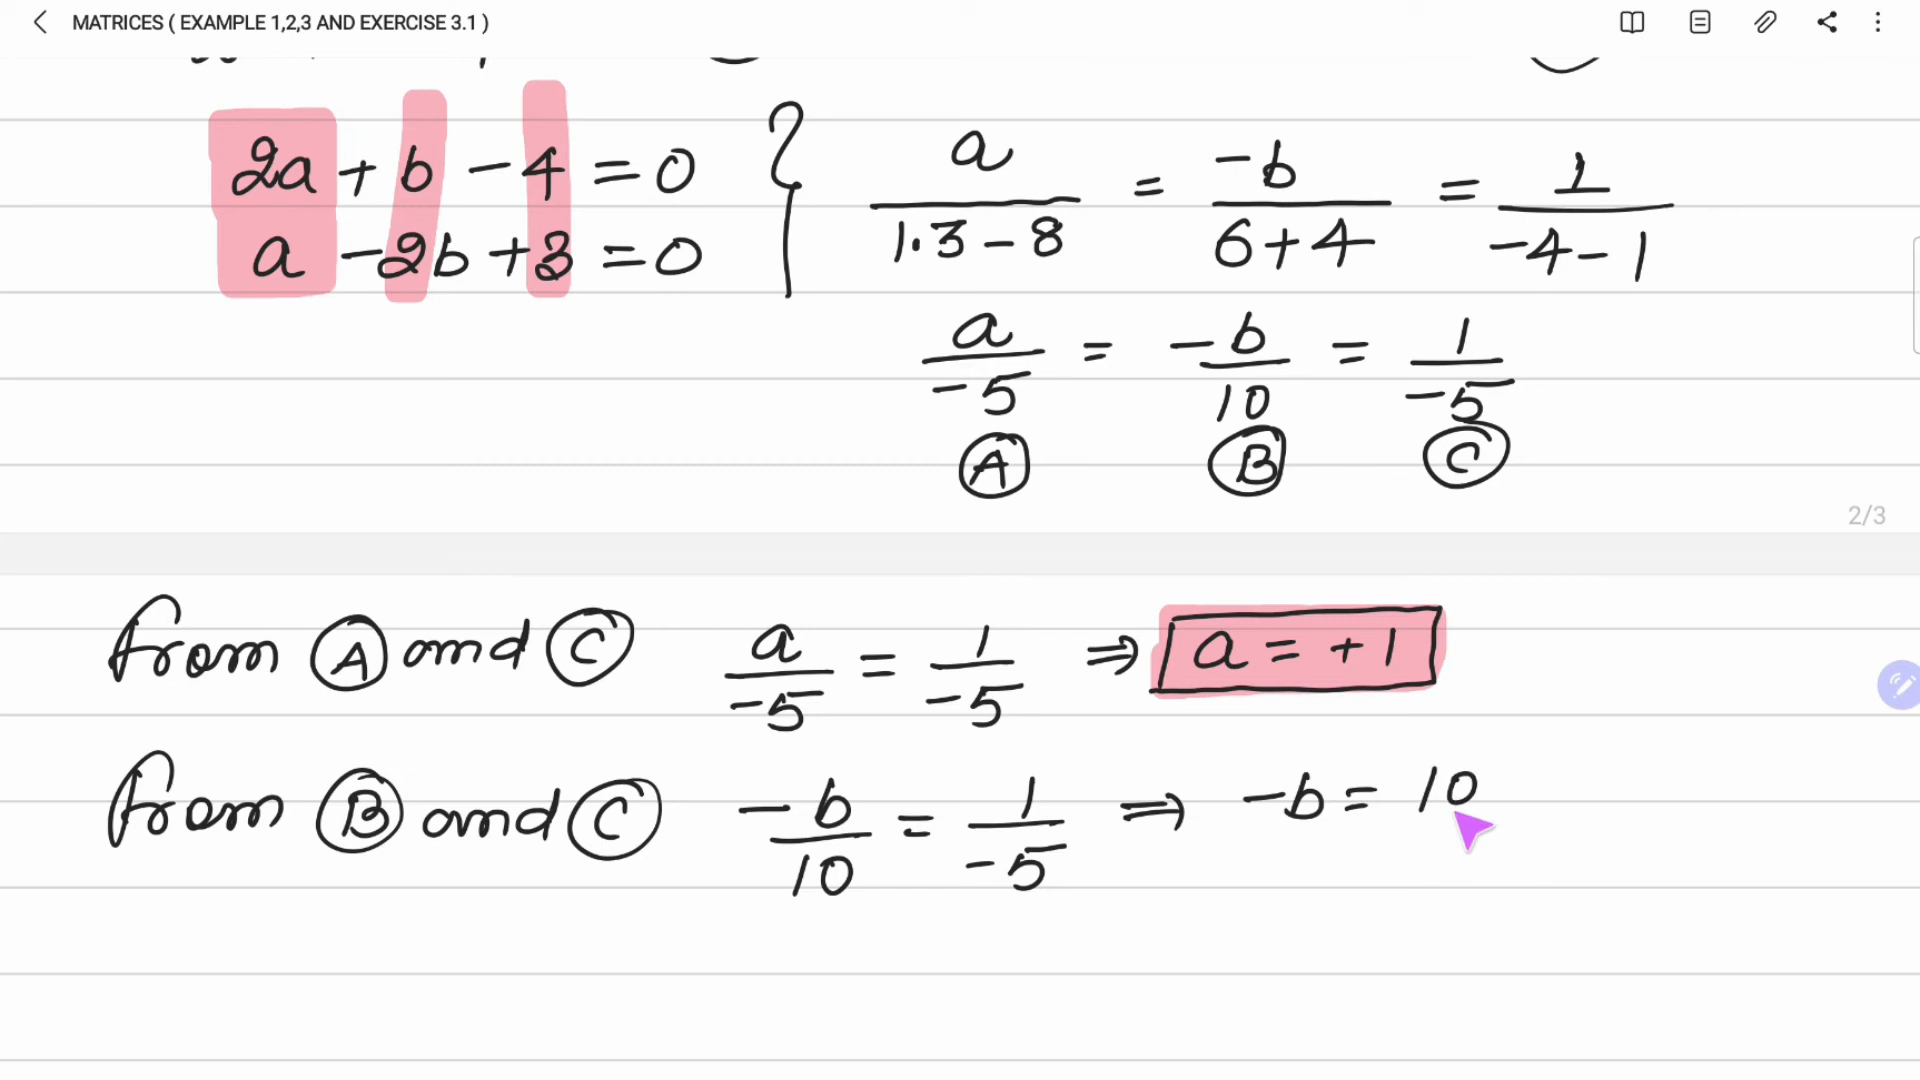 MATRICES ( EXAMPLE 1,2,3 AND EXERCISE 3.1 )
2a + b - 4 = 0
a - 2b + 3 = 0
a/(1·3 - 8) = -b/(6+4) = 1/(-4-1)
a/-5 = -b/10 = 1/-5
A B C
2/3
from A and C a/-5 = 1/-5 ⇒ a = +1
from B and C -b/10 = 1/-5 ⇒ -b = 10